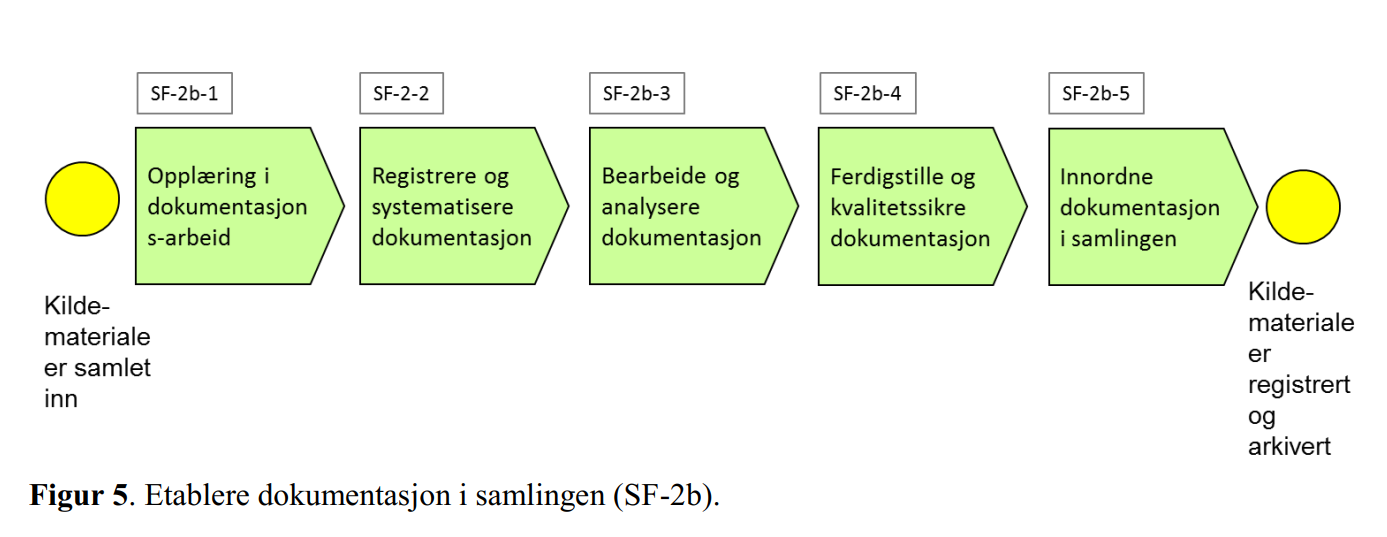 SF-2b-1
SF-2-2
SF-2b-3
SF-2b-4
SF-2b-5
Opplæring i
dokumentasjon
s-arbeid
Registrere og
systematisere
dokumentasjon
Bearbeide og
analysere
dokumentasjon
Ferdigstille og
kvalitetssikre
dokumentasjon
Innordne
dokumentasjon
i samlingen
Kilde-
materiale
er samlet
inn
Kilde-
materiale
er
registrert
og
arkivert
Figur 5. Etablere dokumentasjon i samlingen (SF-2b).